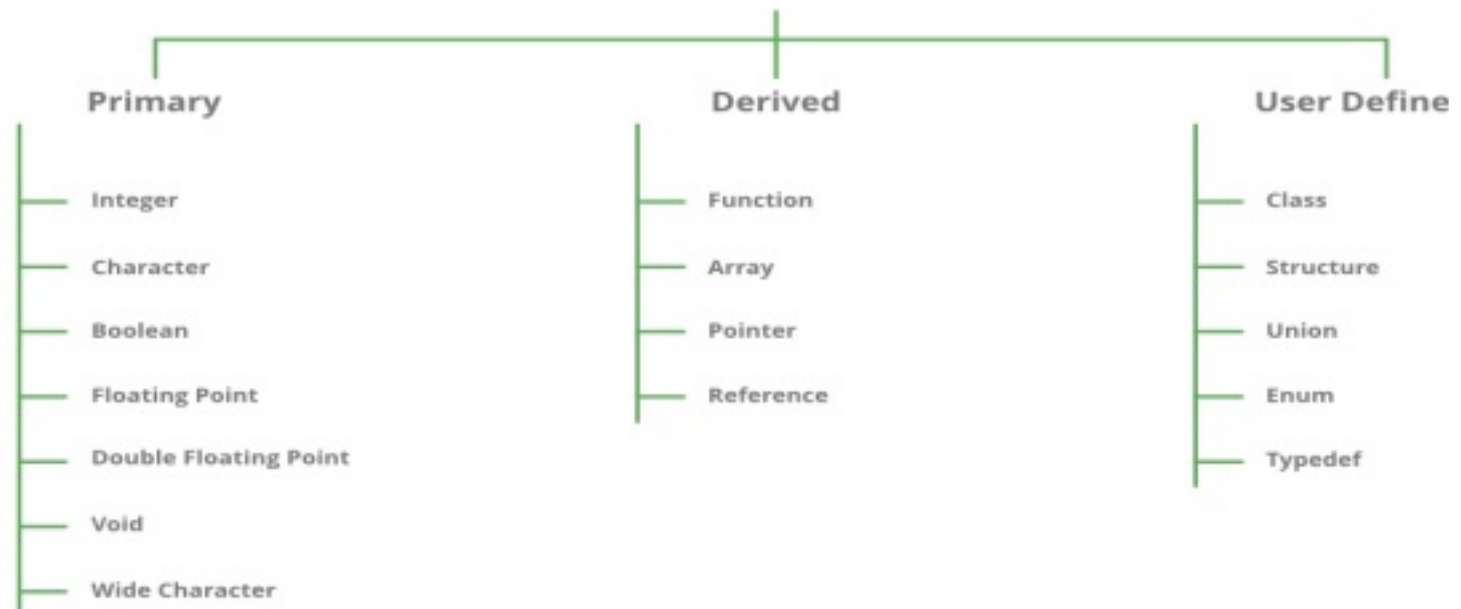 Primary
Integer
Character
Boolean
Floating Point
Double Floating Point
Void
Wide Character
Derived
Function
Array
Pointer
Reference
User Define
Class
Structure
Union
Enum
Typedef